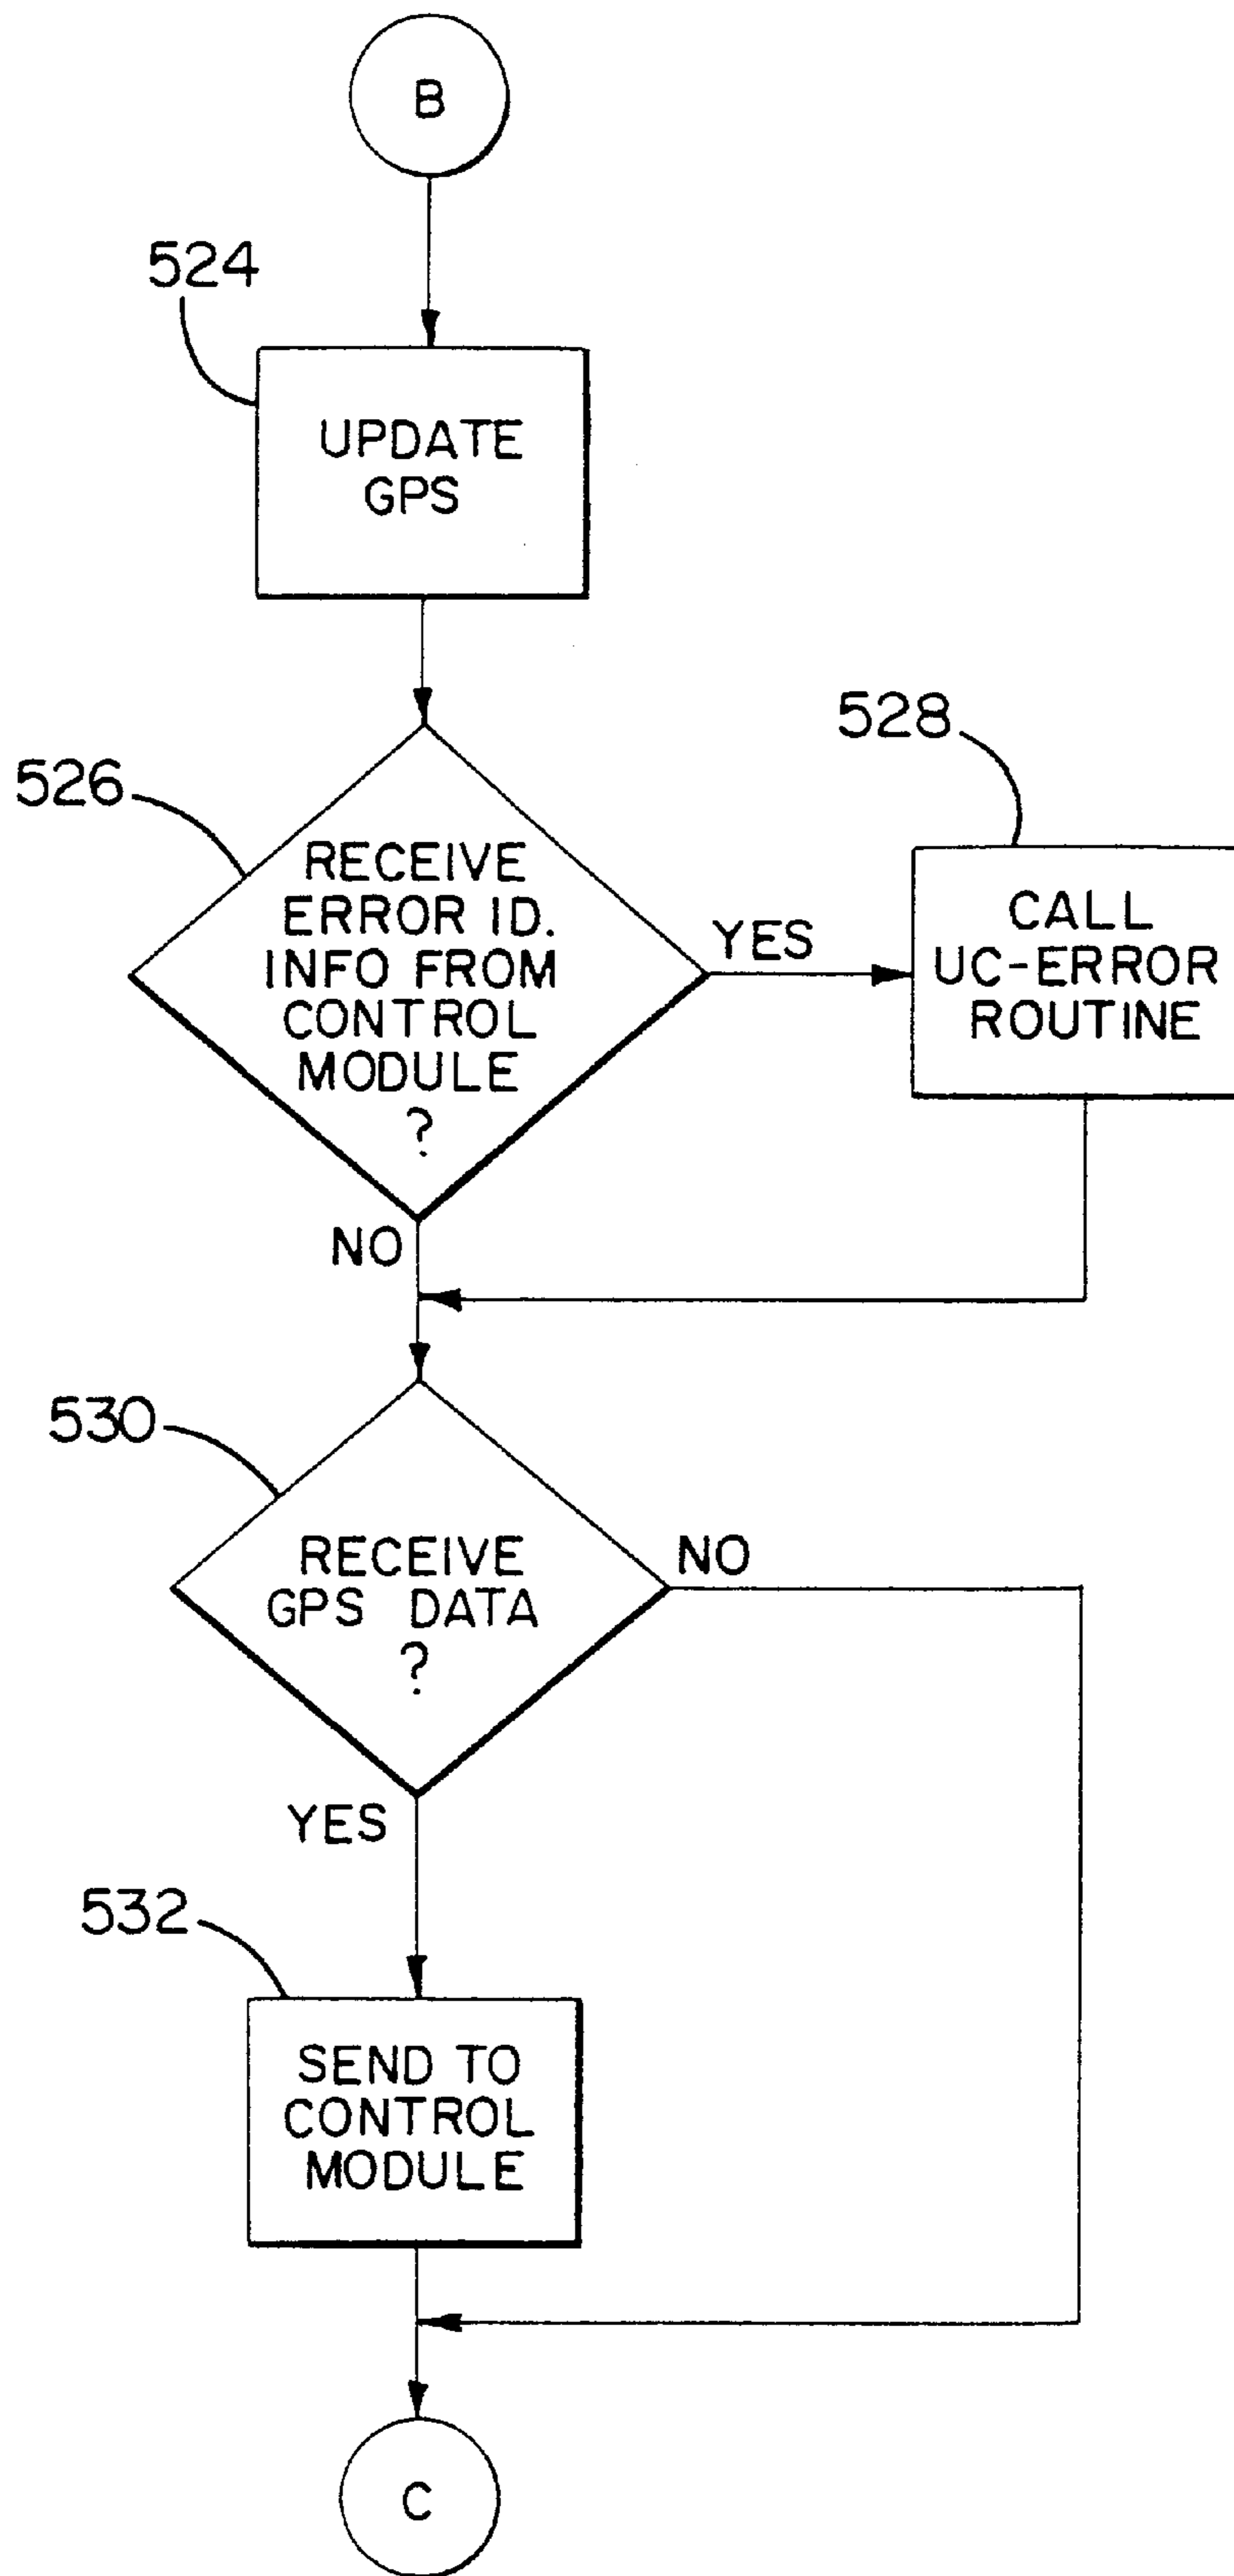 B
524
UPDATE
GPS
526
RECEIVE
ERROR ID.
INFO FROM
CONTROL
MODULE
?
YES
528
CALL
UC-ERROR
ROUTINE
NO
530
RECEIVE
GPS DATA
?
NO
YES
532
SEND TO
CONTROL
MODULE
C